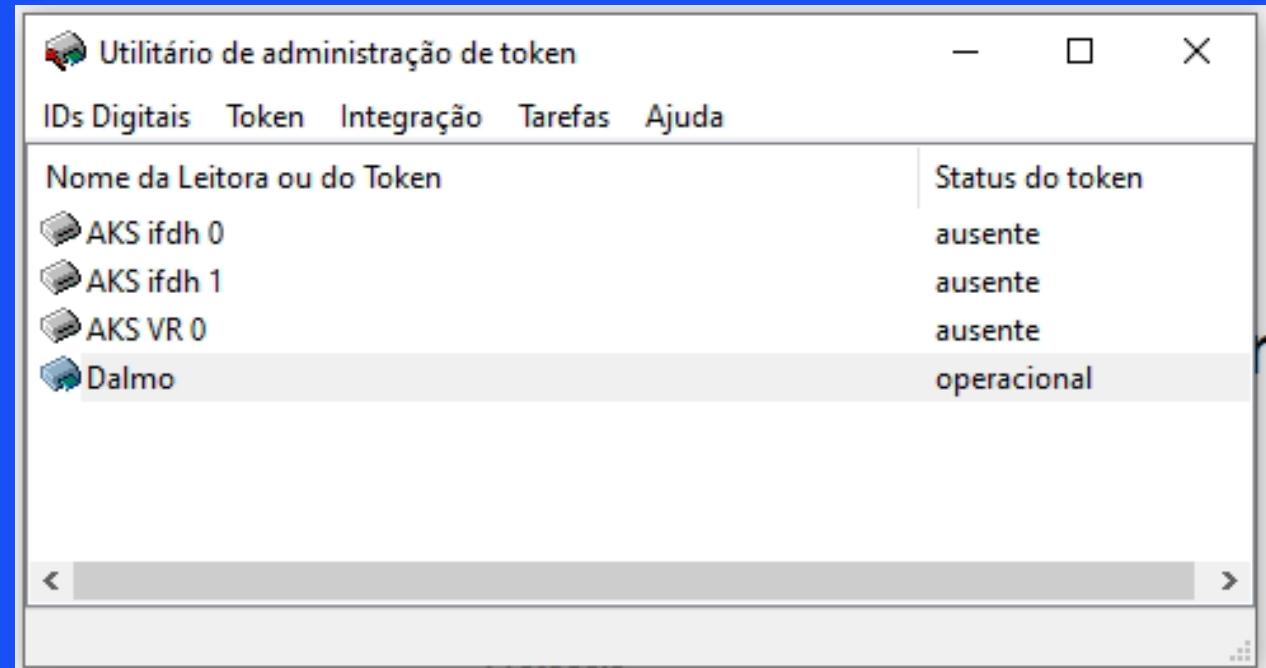 Utilitário de administração de token
IDs Digitais Token Integração Tarefas Ajuda
Nome da Leitora ou do Token Status do token
AKS ifdh 0 ausente
AKS ifdh 1 ausente
AKS VR 0 ausente
Dalmo operacional